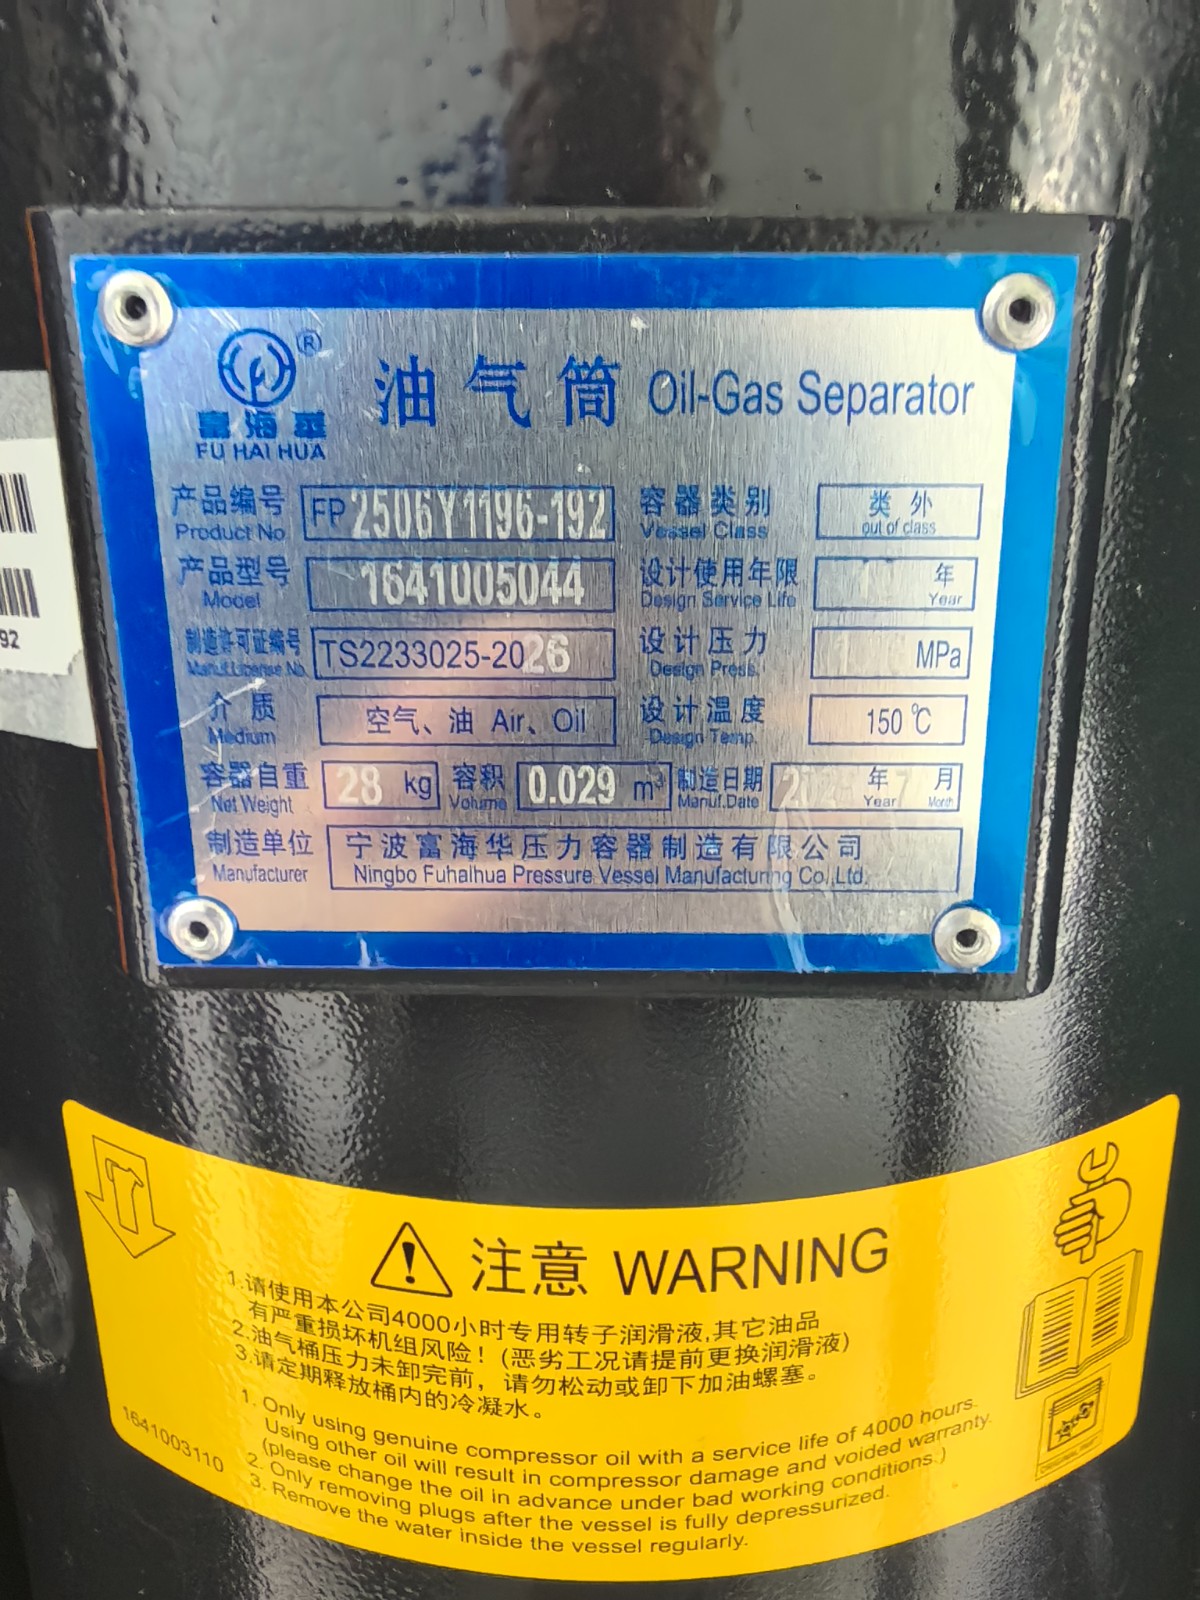 ®
富海华
FU HAI HUA
油气筒 Oil-Gas Separator
产品编号 FP2506Y1196-192 容器类别 类外
Product No Vessel Class out of class
产品型号 1641005044 设计使用年限 年
Model Design Service Life Year
制造许可证编号 TS2233025-2026 设计压力 MPa
Manuf.License No. Design Press.
介质 空气、油 Air、Oil 设计温度 150℃
Medium Design Temp.
容器自重 28 kg 容积 0.029 m³ 制造日期 年 7 月
Net Weight Volume Manuf.Date Year Month
制造单位 宁波富海华压力容器制造有限公司
Manufacturer Ningbo Fuhaihua Pressure Vessel Manufacturing Co.,Ltd.
92
注意 WARNING
1.请使用本公司4000小时专用转子润滑液,其它油品
有严重损坏机组风险!(恶劣工况请提前更换润滑液)
2.油气桶压力未卸完前，请勿松动或卸下加油螺塞。
3.请定期释放桶内的冷凝水。
1. Only using genuine compressor oil with a service life of 4000 hours.
Using other oil will result in compressor damage and voided warranty.
(please change the oil in advance under bad working conditions.)
2. Only removing plugs after the vessel is fully depressurized.
3. Remove the water inside the vessel regularly.
1641003110